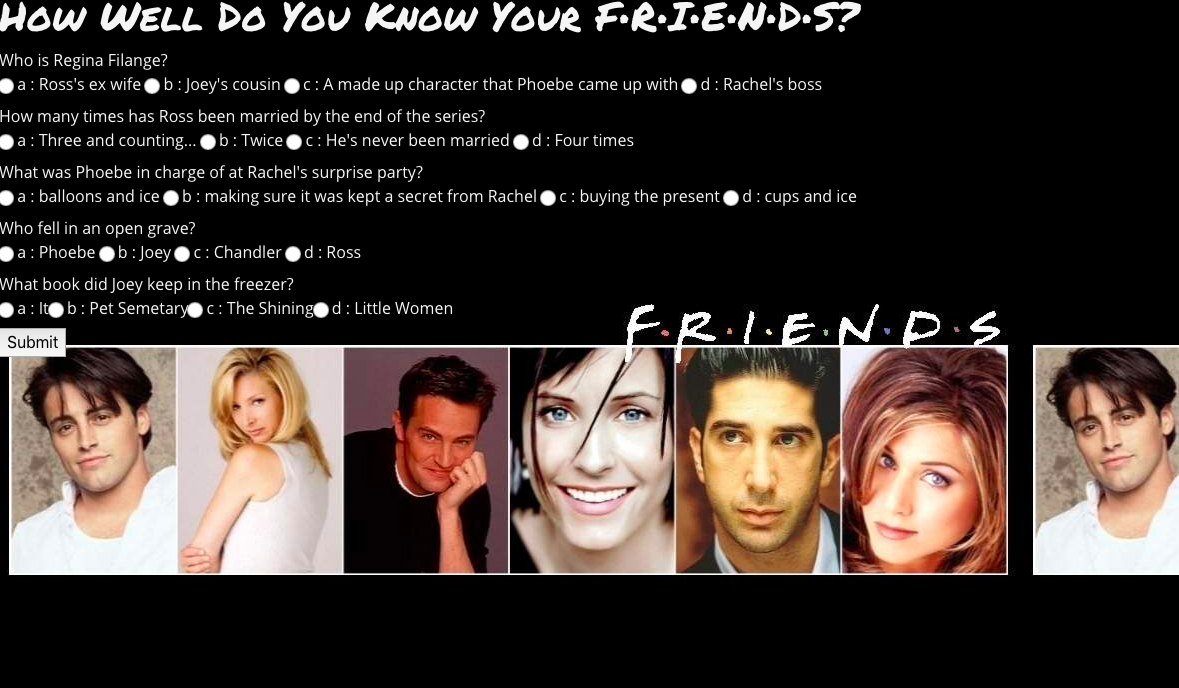 How Well Do You Know Your F·R·I·E·N·D·S?
Who is Regina Filange?
a : Ross's ex wife b : Joey's cousin c : A made up character that Phoebe came up with d : Rachel's boss
How many times has Ross been married by the end of the series?
a : Three and counting... b : Twice c : He's never been married d : Four times
What was Phoebe in charge of at Rachel's surprise party?
a : balloons and ice b : making sure it was kept a secret from Rachel c : buying the present d : cups and ice
Who fell in an open grave?
a : Phoebe b : Joey c : Chandler d : Ross
What book did Joey keep in the freezer?
a : It b : Pet Semetary c : The Shining d : Little Women
Submit
F·R·I·E·N·D·S